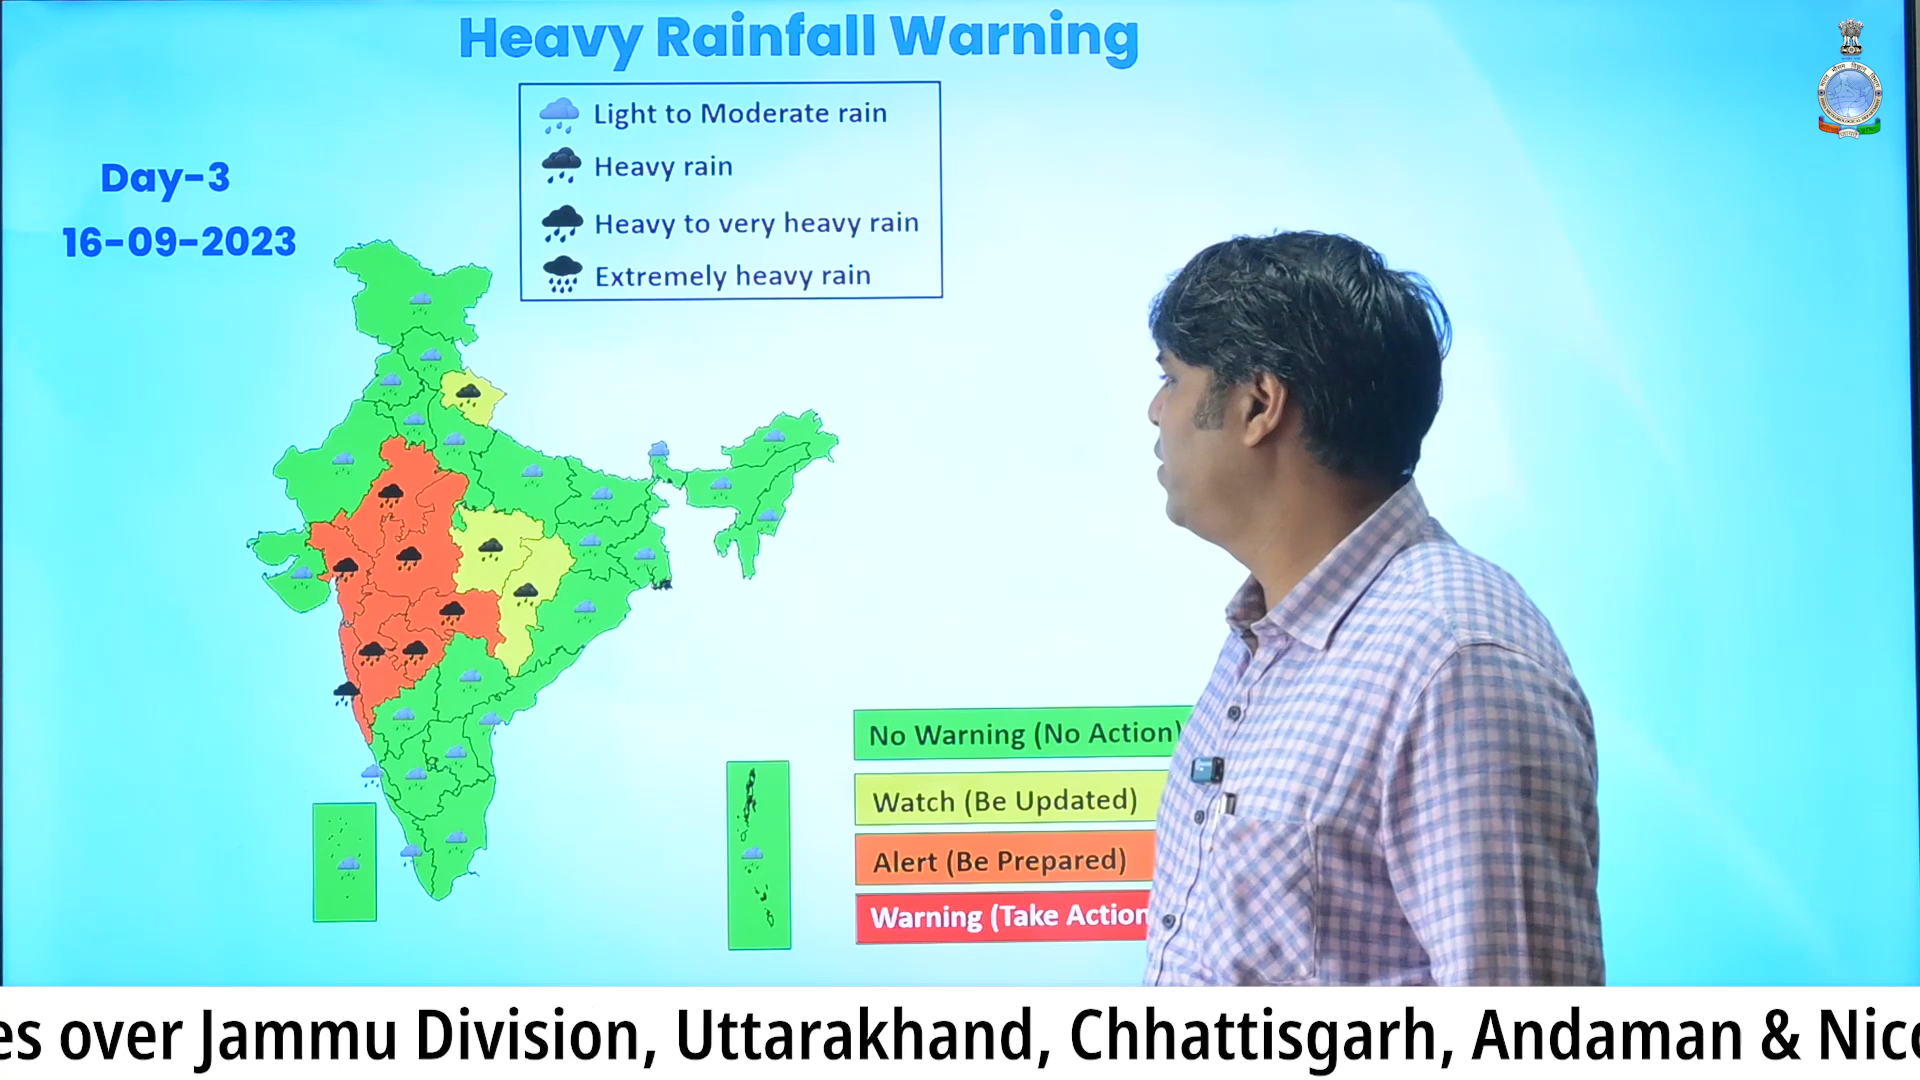 Heavy Rainfall Warning
Light to Moderate rain
Heavy rain
Heavy to very heavy rain
Extremely heavy rain
Day-3
16-09-2023
No Warning (No Action)
Watch (Be Updated)
Alert (Be Prepared)
Warning (Take Action
es over Jammu Division, Uttarakhand, Chhattisgarh, Andaman & Nico